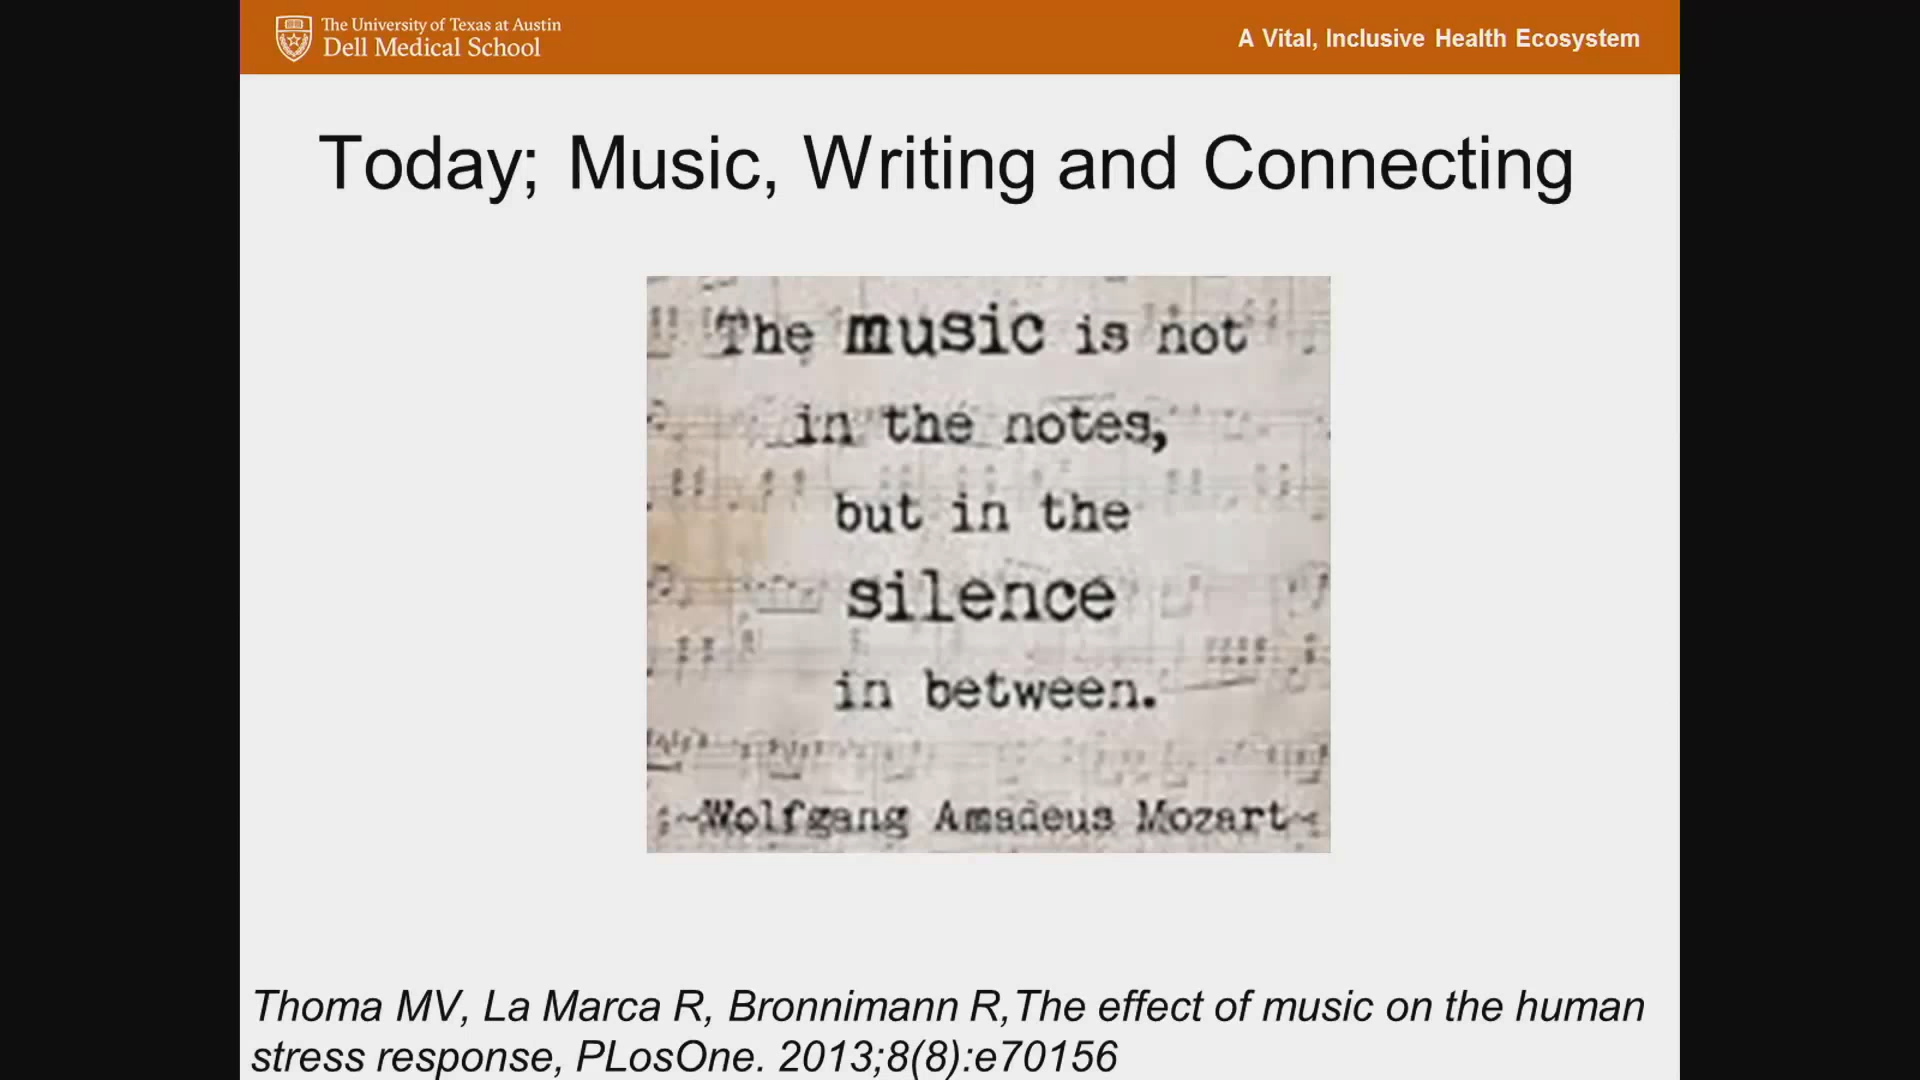 The University of Texas at Austin
Dell Medical School
A Vital, Inclusive Health Ecosystem
Today; Music, Writing and Connecting
The music is not
in the notes,
but in the
silence
in between.
~Wolfgang Amadeus Mozart~
Thoma MV, La Marca R, Bronnimann R,The effect of music on the human
stress response, PLosOne. 2013;8(8):e70156